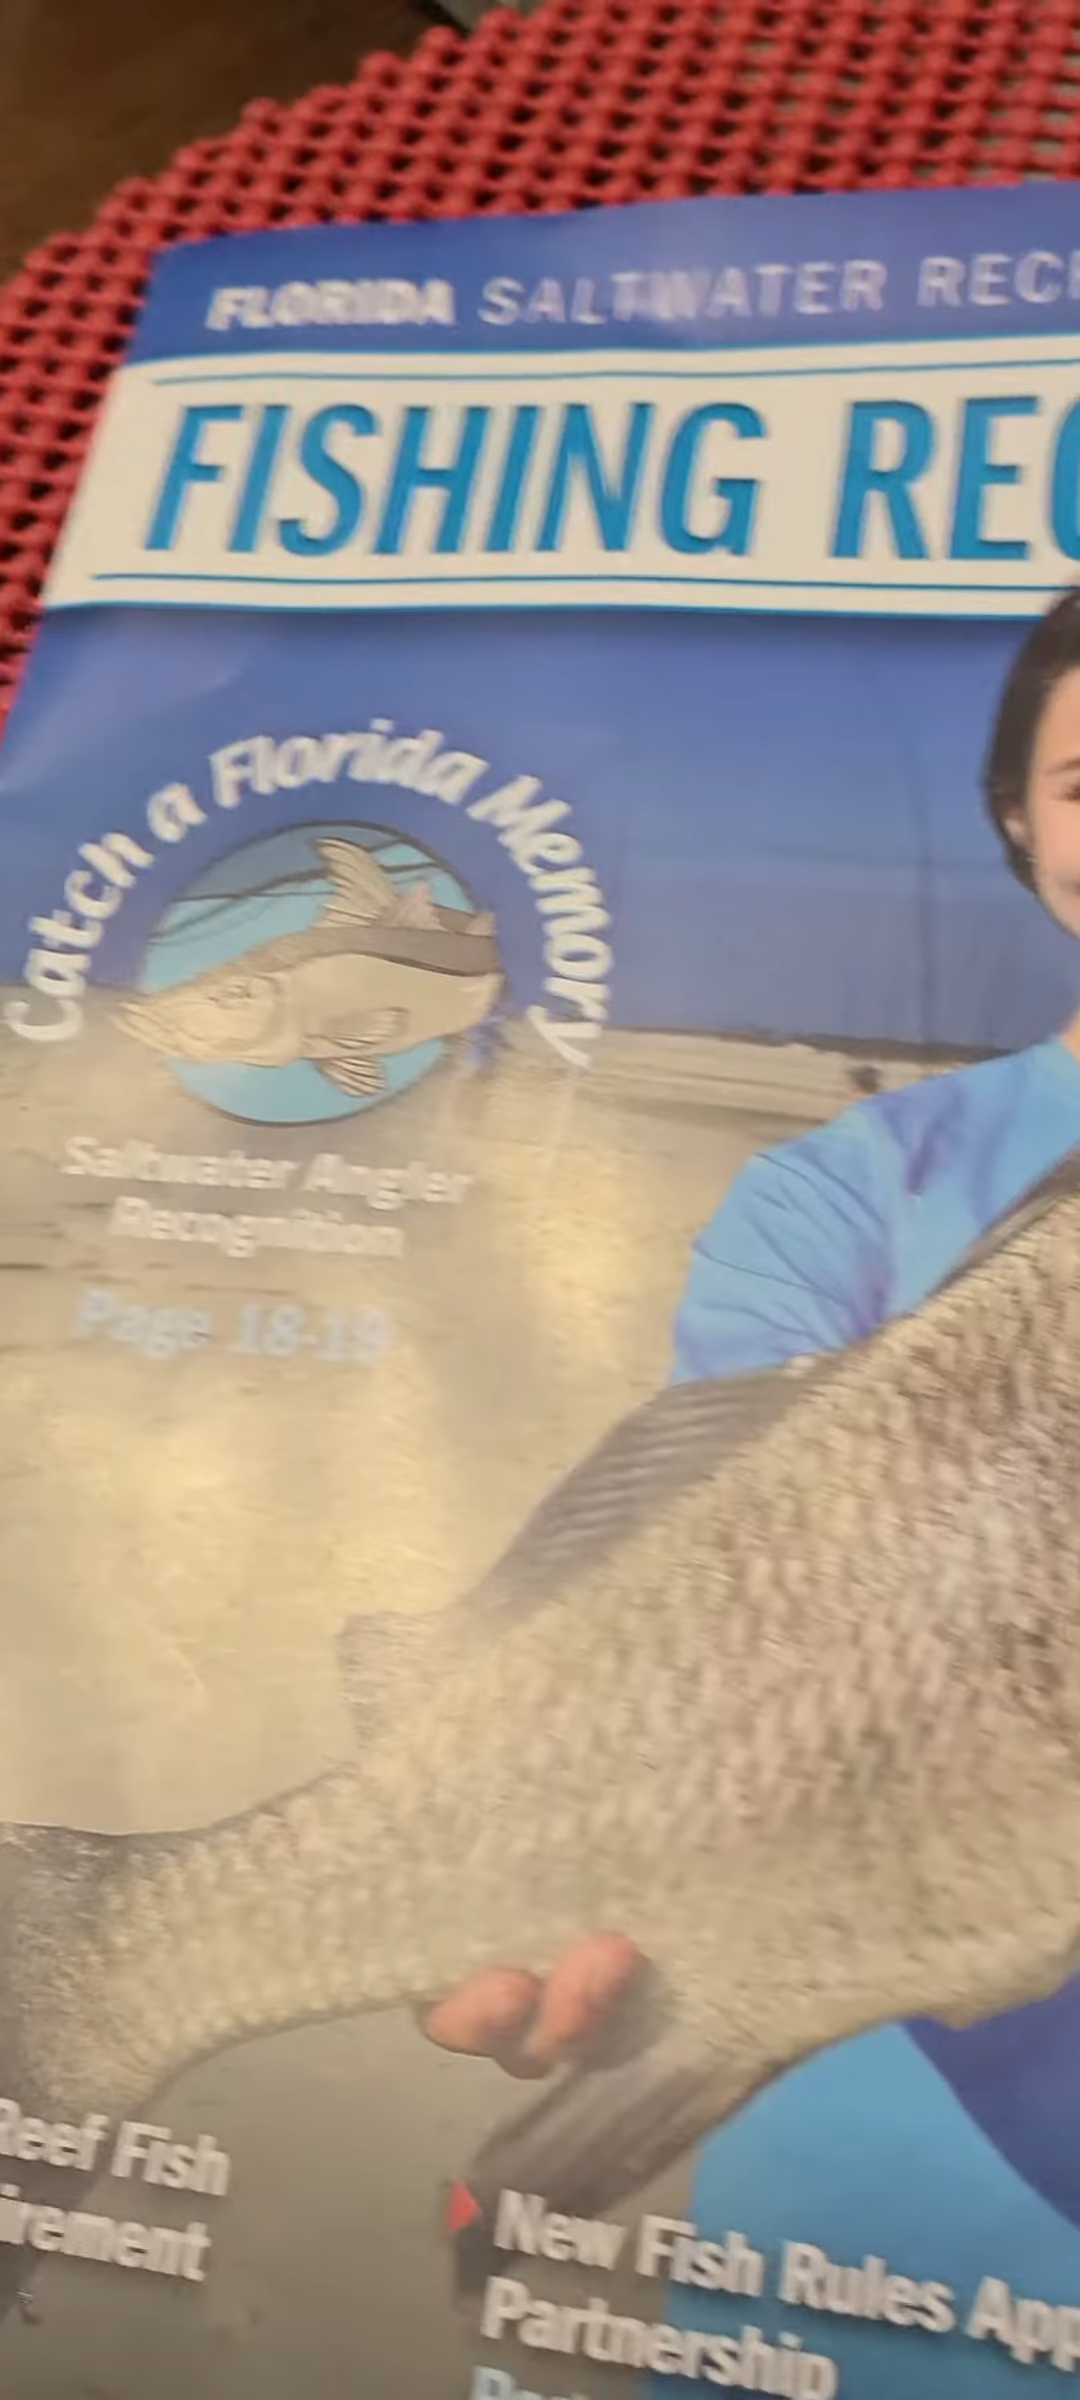 FLORIDA SALTWATER REC
FISHING REG
Catch a Florida Memory
Saltwater Angler
Recognition
Page 18-19
Reef Fish
irement
New Fish Rules App
Partnership